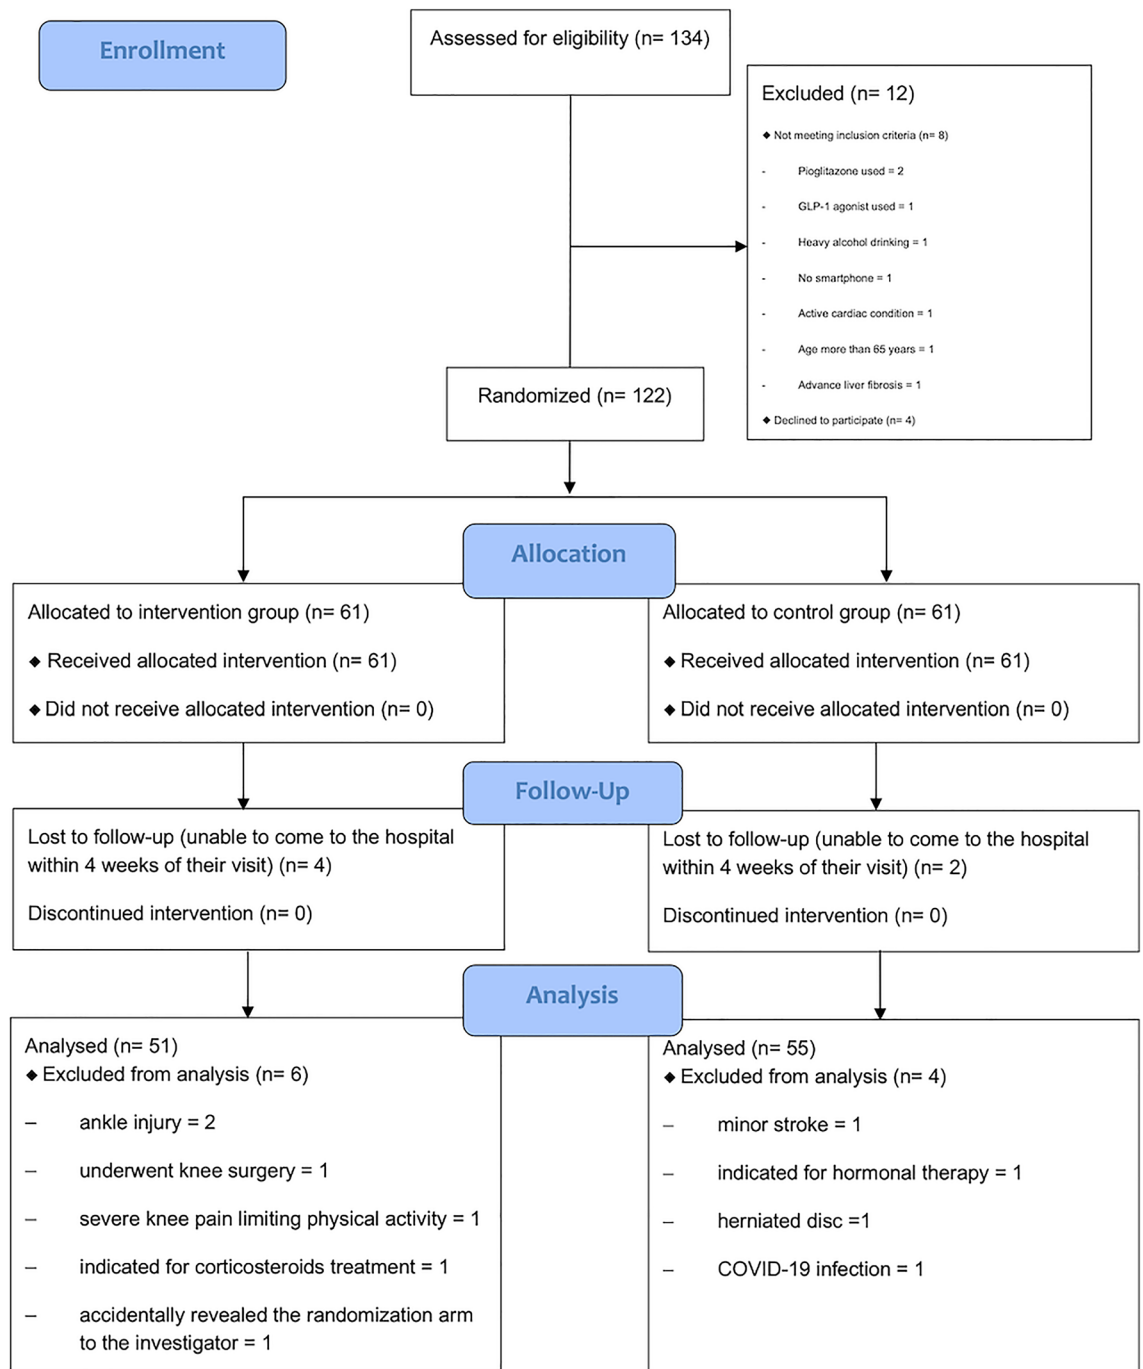 Enrollment
Assessed for eligibility (n= 134)
Excluded (n= 12)
◆ Not meeting inclusion criteria (n= 8)
- Pioglitazone used = 2
- GLP-1 agonist used = 1
- Heavy alcohol drinking = 1
- No smartphone = 1
- Active cardiac condition = 1
- Age more than 65 years = 1
- Advance liver fibrosis = 1
◆ Declined to participate (n= 4)
Randomized (n= 122)
Allocation
Allocated to intervention group (n= 61)
◆ Received allocated intervention (n= 61)
◆ Did not receive allocated intervention (n= 0)
Allocated to control group (n= 61)
◆ Received allocated intervention (n= 61)
◆ Did not receive allocated intervention (n= 0)
Follow-Up
Lost to follow-up (unable to come to the hospital
within 4 weeks of their visit) (n= 4)
Discontinued intervention (n= 0)
Lost to follow-up (unable to come to the hospital
within 4 weeks of their visit) (n= 2)
Discontinued intervention (n= 0)
Analysis
Analysed (n= 51)
◆ Excluded from analysis (n= 6)
– ankle injury = 2
– underwent knee surgery = 1
– severe knee pain limiting physical activity = 1
– indicated for corticosteroids treatment = 1
– accidentally revealed the randomization arm
to the investigator = 1
Analysed (n= 55)
◆ Excluded from analysis (n= 4)
– minor stroke = 1
– indicated for hormonal therapy = 1
– herniated disc =1
– COVID-19 infection = 1